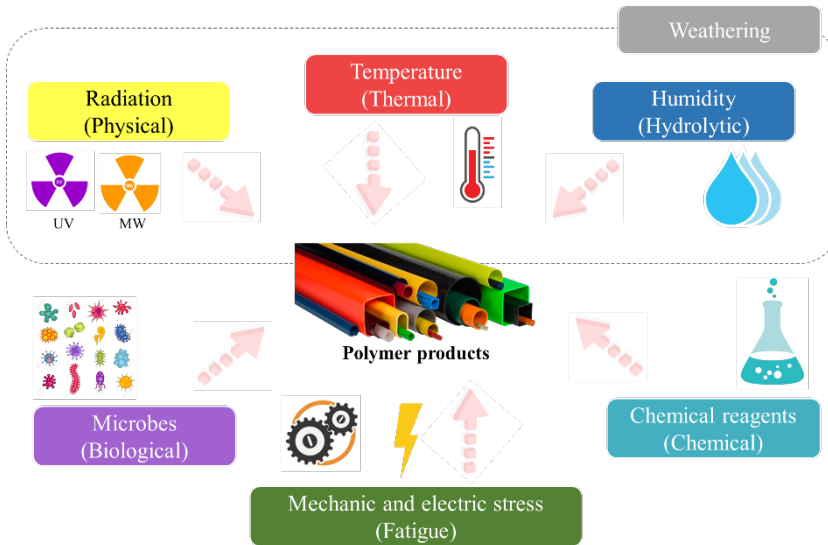 Weathering
Radiation
(Physical)
Temperature
(Thermal)
Humidity
(Hydrolytic)
UV
MW
Polymer products
Microbes
(Biological)
Chemical reagents
(Chemical)
Mechanic and electric stress
(Fatigue)